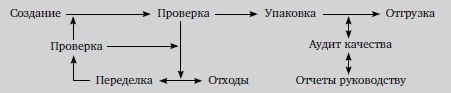 Создание Проверка Упаковка Отгрузка
Проверка Аудит качества
Переделка Отходы Отчеты руководству